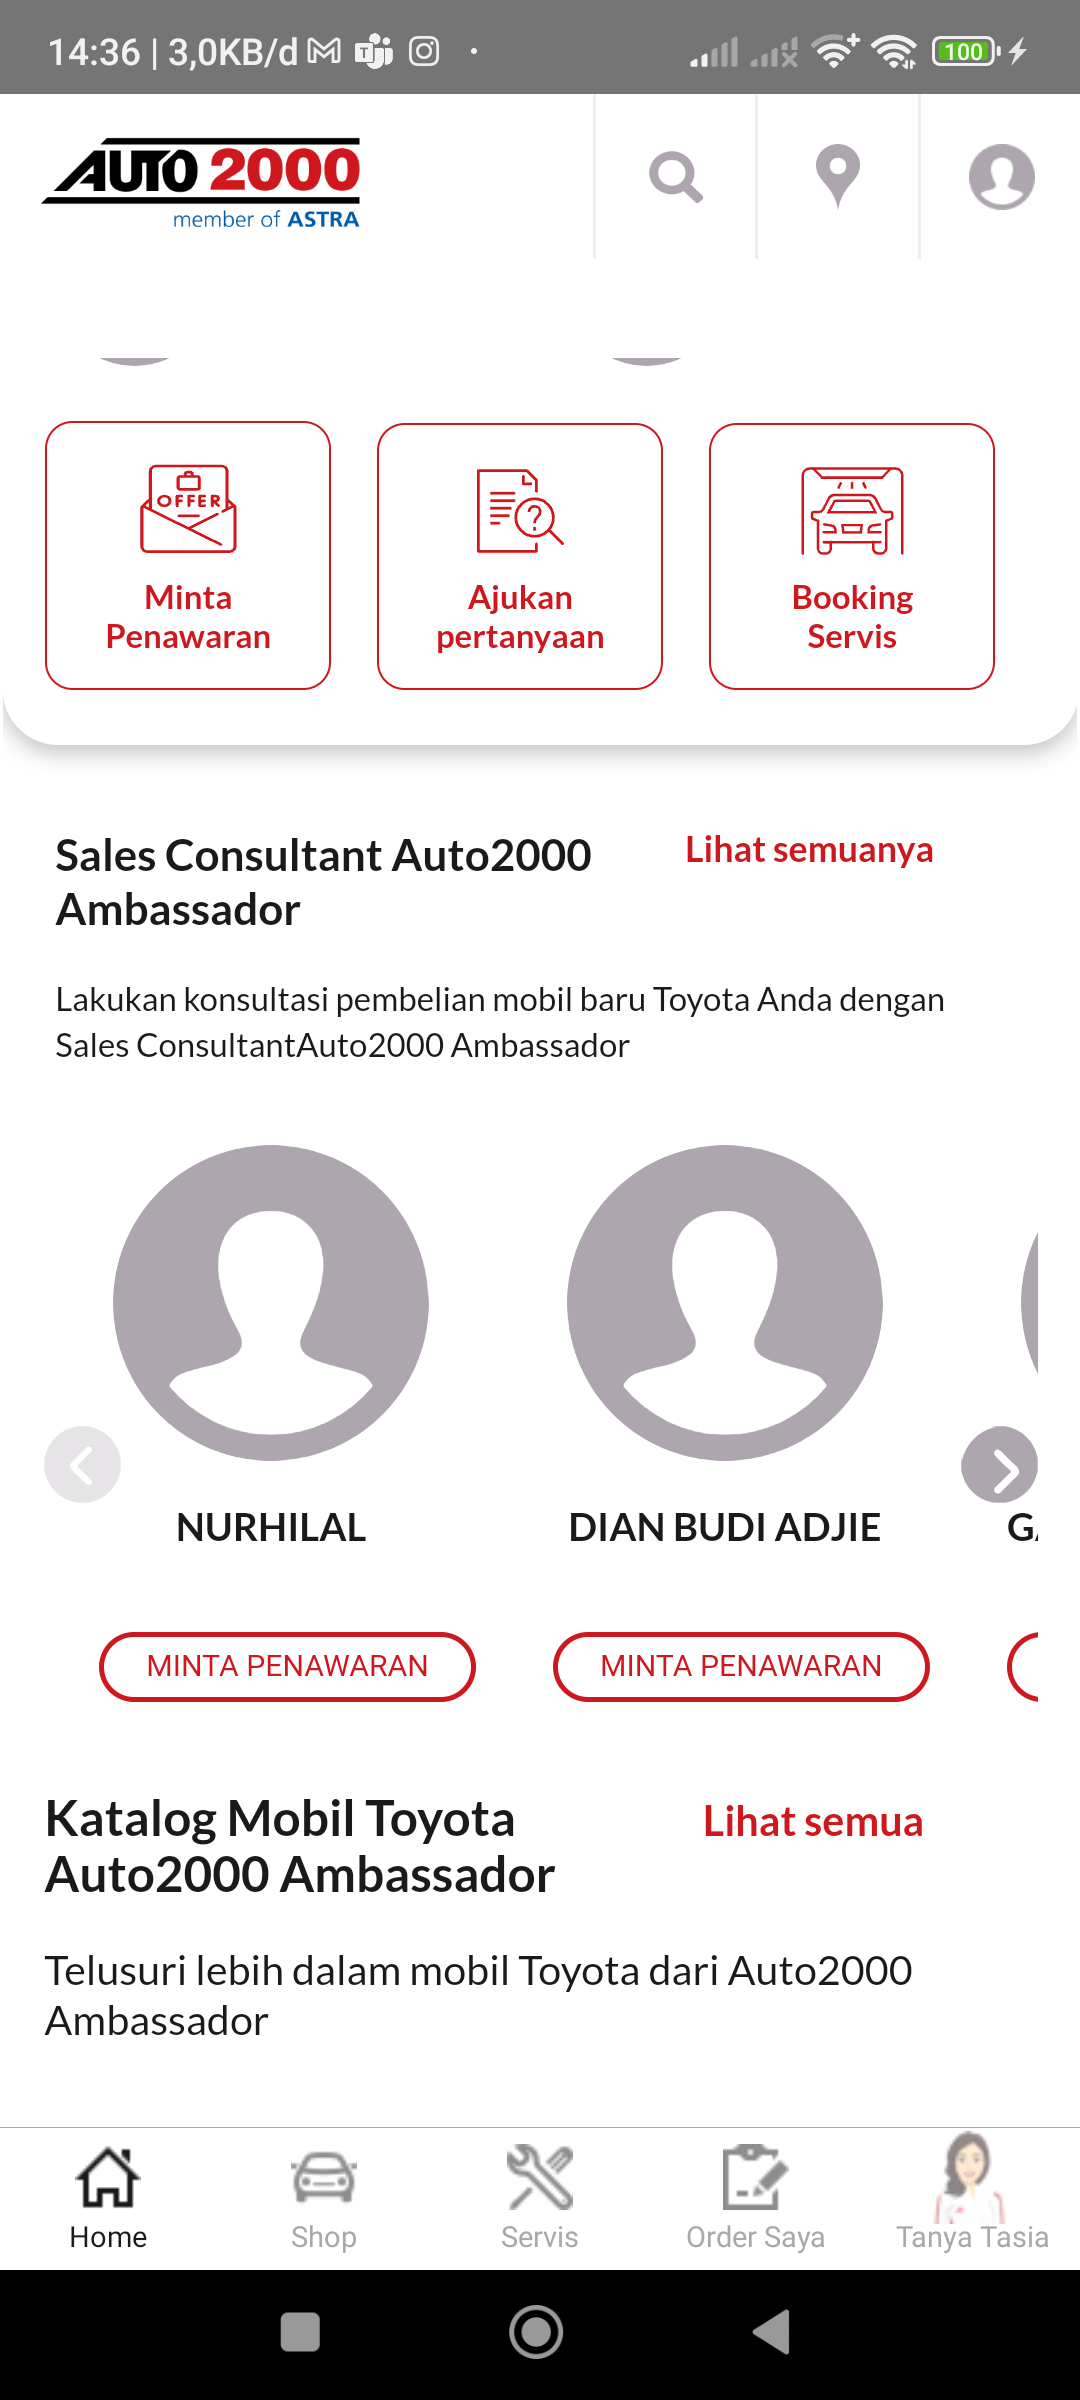 14:36 | 3,0KB/d
100
AUTO 2000
member of ASTRA
OFFER
Minta
Penawaran
?
Ajukan
pertanyaan
Booking
Servis
Sales Consultant Auto2000
Ambassador
Lihat semuanya
Lakukan konsultasi pembelian mobil baru Toyota Anda dengan
Sales ConsultantAuto2000 Ambassador
NURHILAL
DIAN BUDI ADJIE
MINTA PENAWARAN
MINTA PENAWARAN
Katalog Mobil Toyota
Auto2000 Ambassador
Lihat semua
Telusuri lebih dalam mobil Toyota dari Auto2000
Ambassador
Home
Shop
Servis
Order Saya
Tanya Tasia